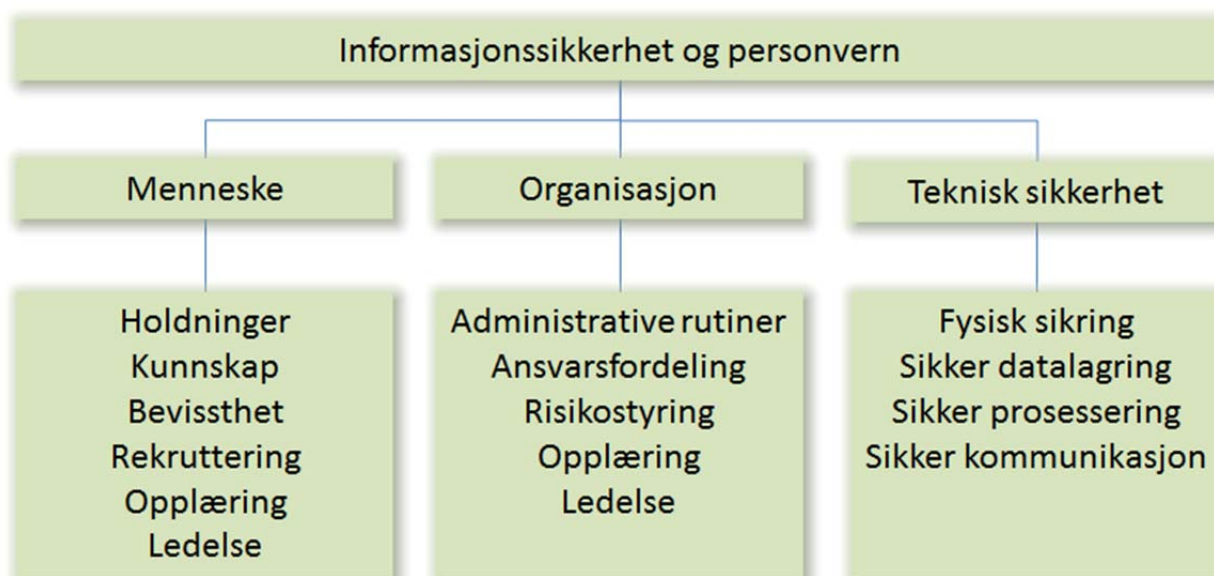 Informasjonssikkerhet og personvern
Menneske
Organisasjon
Teknisk sikkerhet
Holdninger
Kunnskap
Bevissthet
Rekruttering
Opplæring
Ledelse
Administrative rutiner
Ansvarsfordeling
Risikostyring
Opplæring
Ledelse
Fysisk sikring
Sikker datalagring
Sikker prosessering
Sikker kommunikasjon